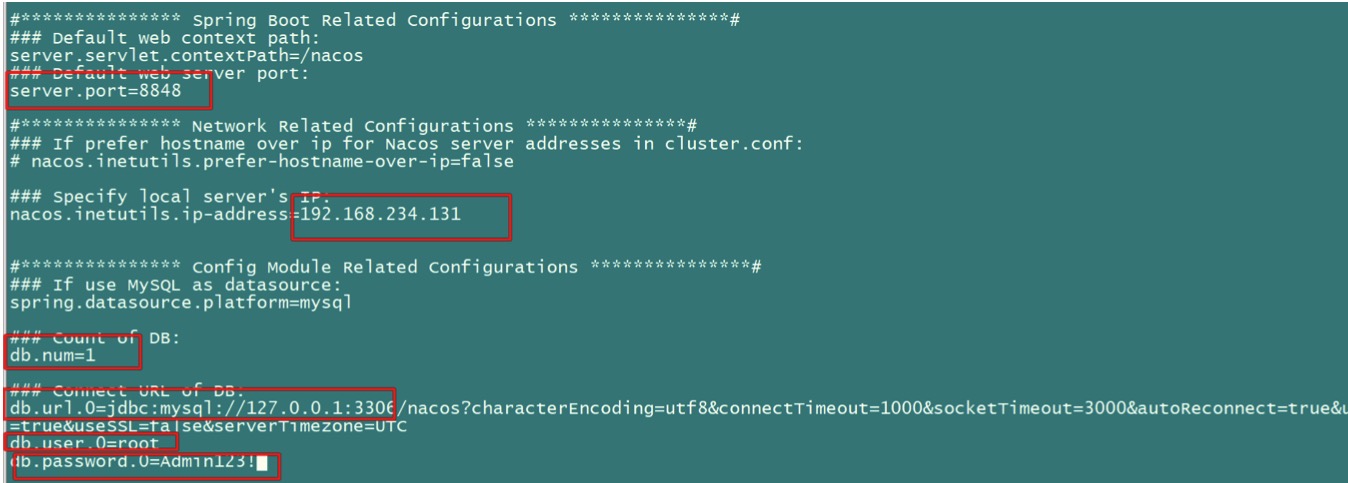 #*************** Spring Boot Related Configurations ***************#
### Default web context path:
server.servlet.contextPath=/nacos
### Default web server port:
server.port=8848
#*************** Network Related Configurations ***************#
### If prefer hostname over ip for Nacos server addresses in cluster.conf:
# nacos.inetutils.prefer-hostname-over-ip=false
### Specify local server's IP:
nacos.inetutils.ip-address=192.168.234.131
#*************** Config Module Related Configurations ***************#
### If use MySQL as datasource:
spring.datasource.platform=mysql
### Count of DB:
db.num=1
### Connect URL of DB:
db.url.0=jdbc:mysql://127.0.0.1:3306/nacos?characterEncoding=utf8&connectTimeout=1000&socketTimeout=3000&autoReconnect=true&u
=true&useSSL=false&serverTimezone=UTC
db.user.0=root
db.password.0=Admin123!